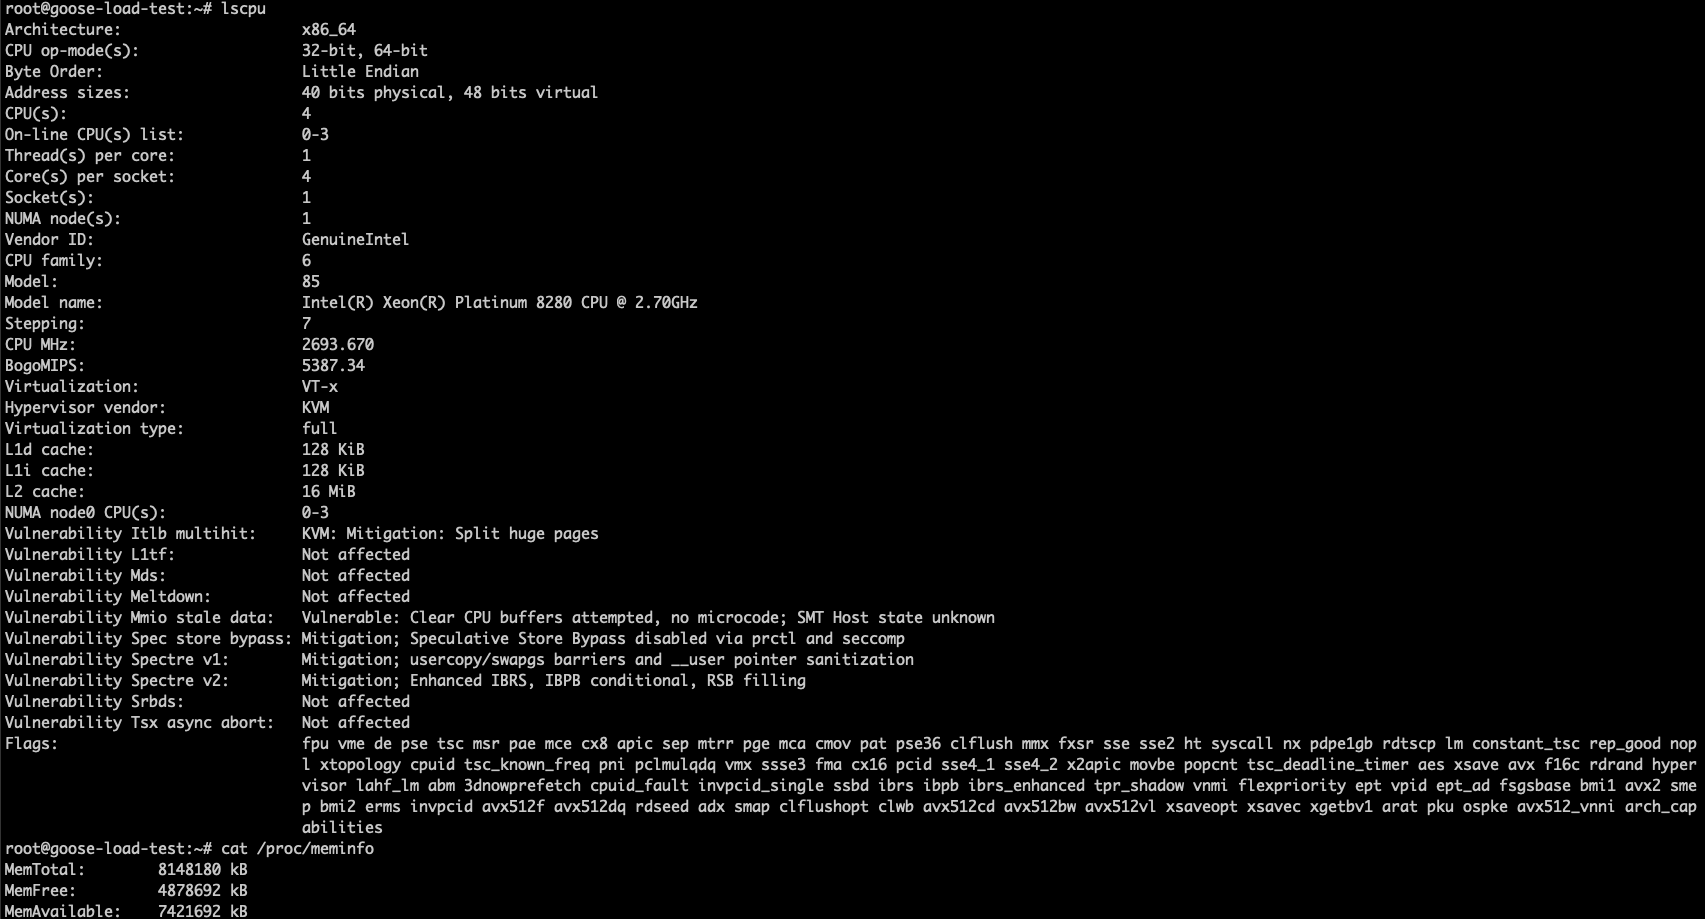 root@goose-load-test:~# lscpu
Architecture:                    x86_64
CPU op-mode(s):                  32-bit, 64-bit
Byte Order:                      Little Endian
Address sizes:                   40 bits physical, 48 bits virtual
CPU(s):                          4
On-line CPU(s) list:             0-3
Thread(s) per core:              1
Core(s) per socket:              4
Socket(s):                       1
NUMA node(s):                    1
Vendor ID:                       GenuineIntel
CPU family:                      6
Model:                           85
Model name:                      Intel(R) Xeon(R) Platinum 8280 CPU @ 2.70GHz
Stepping:                        7
CPU MHz:                         2693.670
BogoMIPS:                        5387.34
Virtualization:                  VT-x
Hypervisor vendor:               KVM
Virtualization type:             full
L1d cache:                       128 KiB
L1i cache:                       128 KiB
L2 cache:                        16 MiB
NUMA node0 CPU(s):               0-3
Vulnerability Itlb multihit:     KVM: Mitigation: Split huge pages
Vulnerability L1tf:              Not affected
Vulnerability Mds:               Not affected
Vulnerability Meltdown:          Not affected
Vulnerability Mmio stale data:   Vulnerable: Clear CPU buffers attempted, no microcode; SMT Host state unknown
Vulnerability Spec store bypass: Mitigation; Speculative Store Bypass disabled via prctl and seccomp
Vulnerability Spectre v1:        Mitigation; usercopy/swapgs barriers and __user pointer sanitization
Vulnerability Spectre v2:        Mitigation; Enhanced IBRS, IBPB conditional, RSB filling
Vulnerability Srbds:             Not affected
Vulnerability Tsx async abort:   Not affected
Flags:                           fpu vme de pse tsc msr pae mce cx8 apic sep mtrr pge mca cmov pat pse36 clflush mmx fxsr sse sse2 ht syscall nx pdpe1gb rdtscp lm constant_tsc rep_good nop
                                 l xtopology cpuid tsc_known_freq pni pclmulqdq vmx ssse3 fma cx16 pcid sse4_1 sse4_2 x2apic movbe popcnt tsc_deadline_timer aes xsave avx f16c rdrand hyper
                                 visor lahf_lm abm 3dnowprefetch cpuid_fault invpcid_single ssbd ibrs ibpb ibrs_enhanced tpr_shadow vnmi flexpriority ept vpid ept_ad fsgsbase bmi1 avx2 sme
                                 p bmi2 erms invpcid avx512f avx512dq rdseed adx smap clflushopt clwb avx512cd avx512bw avx512vl xsaveopt xsavec xgetbv1 arat pku ospke avx512_vnni arch_cap
                                 abilities
root@goose-load-test:~# cat /proc/meminfo
MemTotal:        8148180 kB
MemFree:         4878692 kB
MemAvailable:    7421692 kB